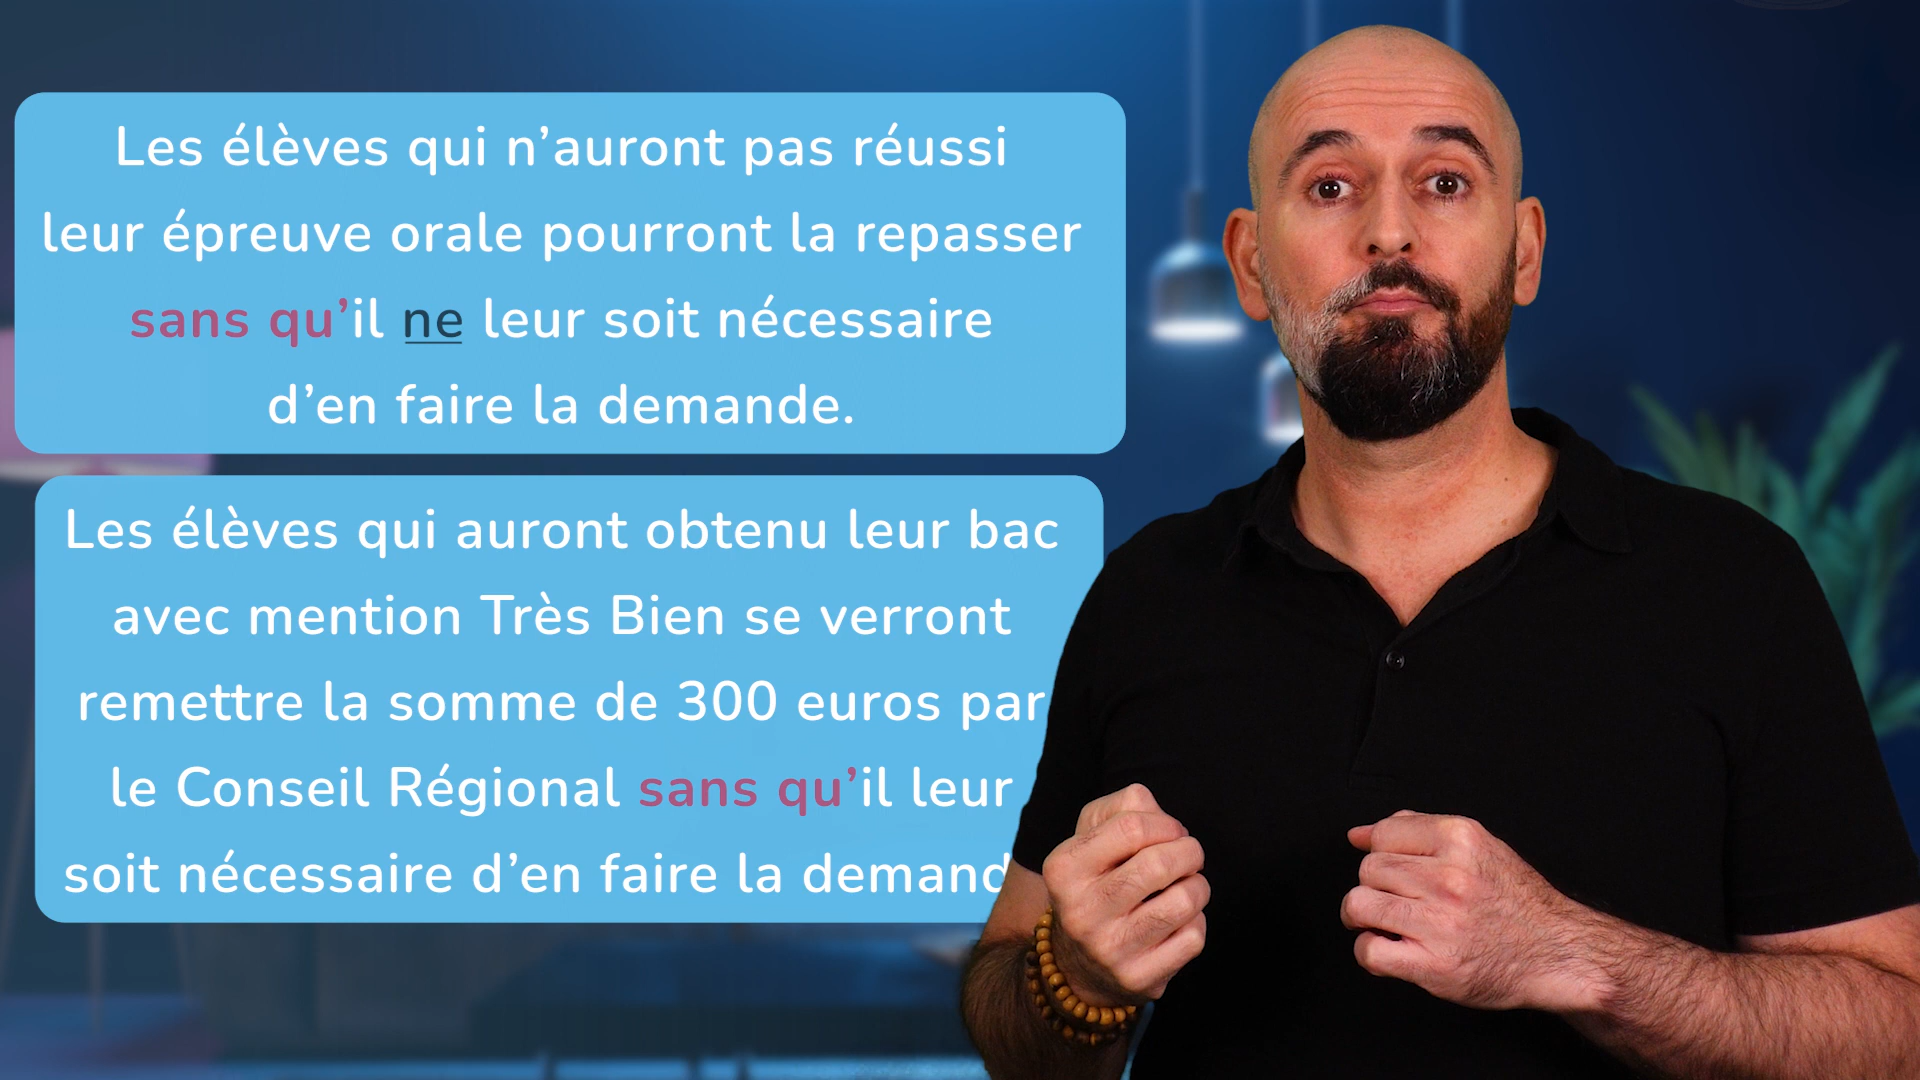 Les élèves qui n’auront pas réussi
leur épreuve orale pourront la repasser
sans qu’il ne leur soit nécessaire
d’en faire la demande.
Les élèves qui auront obtenu leur bac
avec mention Très Bien se verront
remettre la somme de 300 euros par
le Conseil Régional sans qu’il leur
soit nécessaire d’en faire la demand